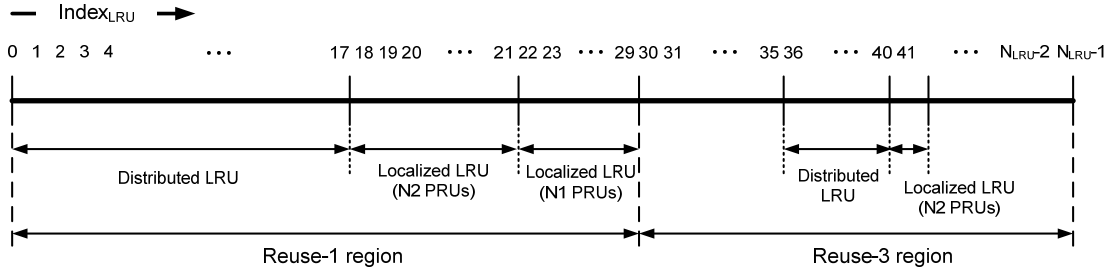 Index_LRU
0 1 2 3 4 ··· 17 18 19 20 ··· 21 22 23 ··· 29 30 31 ··· 35 36 ··· 40 41 ··· N_LRU-2 N_LRU-1
Distributed LRU
Localized LRU
(N2 PRUs)
Localized LRU
(N1 PRUs)
Distributed
LRU
Localized LRU
(N2 PRUs)
Reuse-1 region
Reuse-3 region